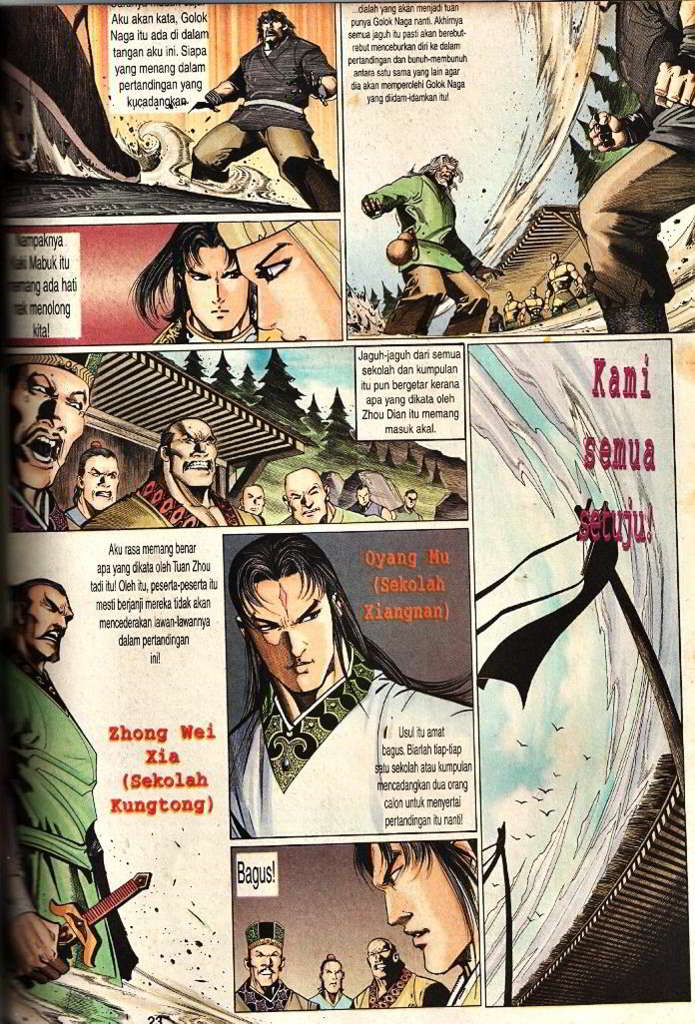 Aku akan kata, Golok
Naga itu ada di dalam
tangan aku ini. Siapa
yang menang dalam
pertandingan yang
kucadangkan
...dalah yang akan menjadi tuan
punya Golok Naga nanti. Akhirnya
semua jaguh itu pasti akan berebut-
rabut menceburkan diri ke dalam
pertandingan dan bunuh-membunuh
antara satu sama yang lain agar
dia akan memperolehi Golok Naga
yang diidam-idamkan itu!
Nampaknya
Mabuk itu
ada hati
nak menolong
kita!
Jaguh-jaguh dari semua
sekolah dan kumpulan
itu pun bergetar kerana
apa yang dikata oleh
Zhou Dian itu memang
masuk akal.
Kami
semua
setuju!
Aku rasa memang benar
apa yang dikata oleh Tuan Zhou
tadi itu! Oleh itu, peserta-peserta itu
mesti berjanji mereka tidak akan
mencederakan lawan-lawannya
dalam pertandingan
ini!
Zhong Wei
Xia
(Sekolah
Kungtong)
Oyang Mu
(Sekolah
Xiangnan)
Usul itu amat
bagus. Biarlah tiap-tiap
satu sekolah atau kumpulan
mencadangkan dua orang
calon untuk menyertai
pertandingan itu nanti!
Bagus!
23